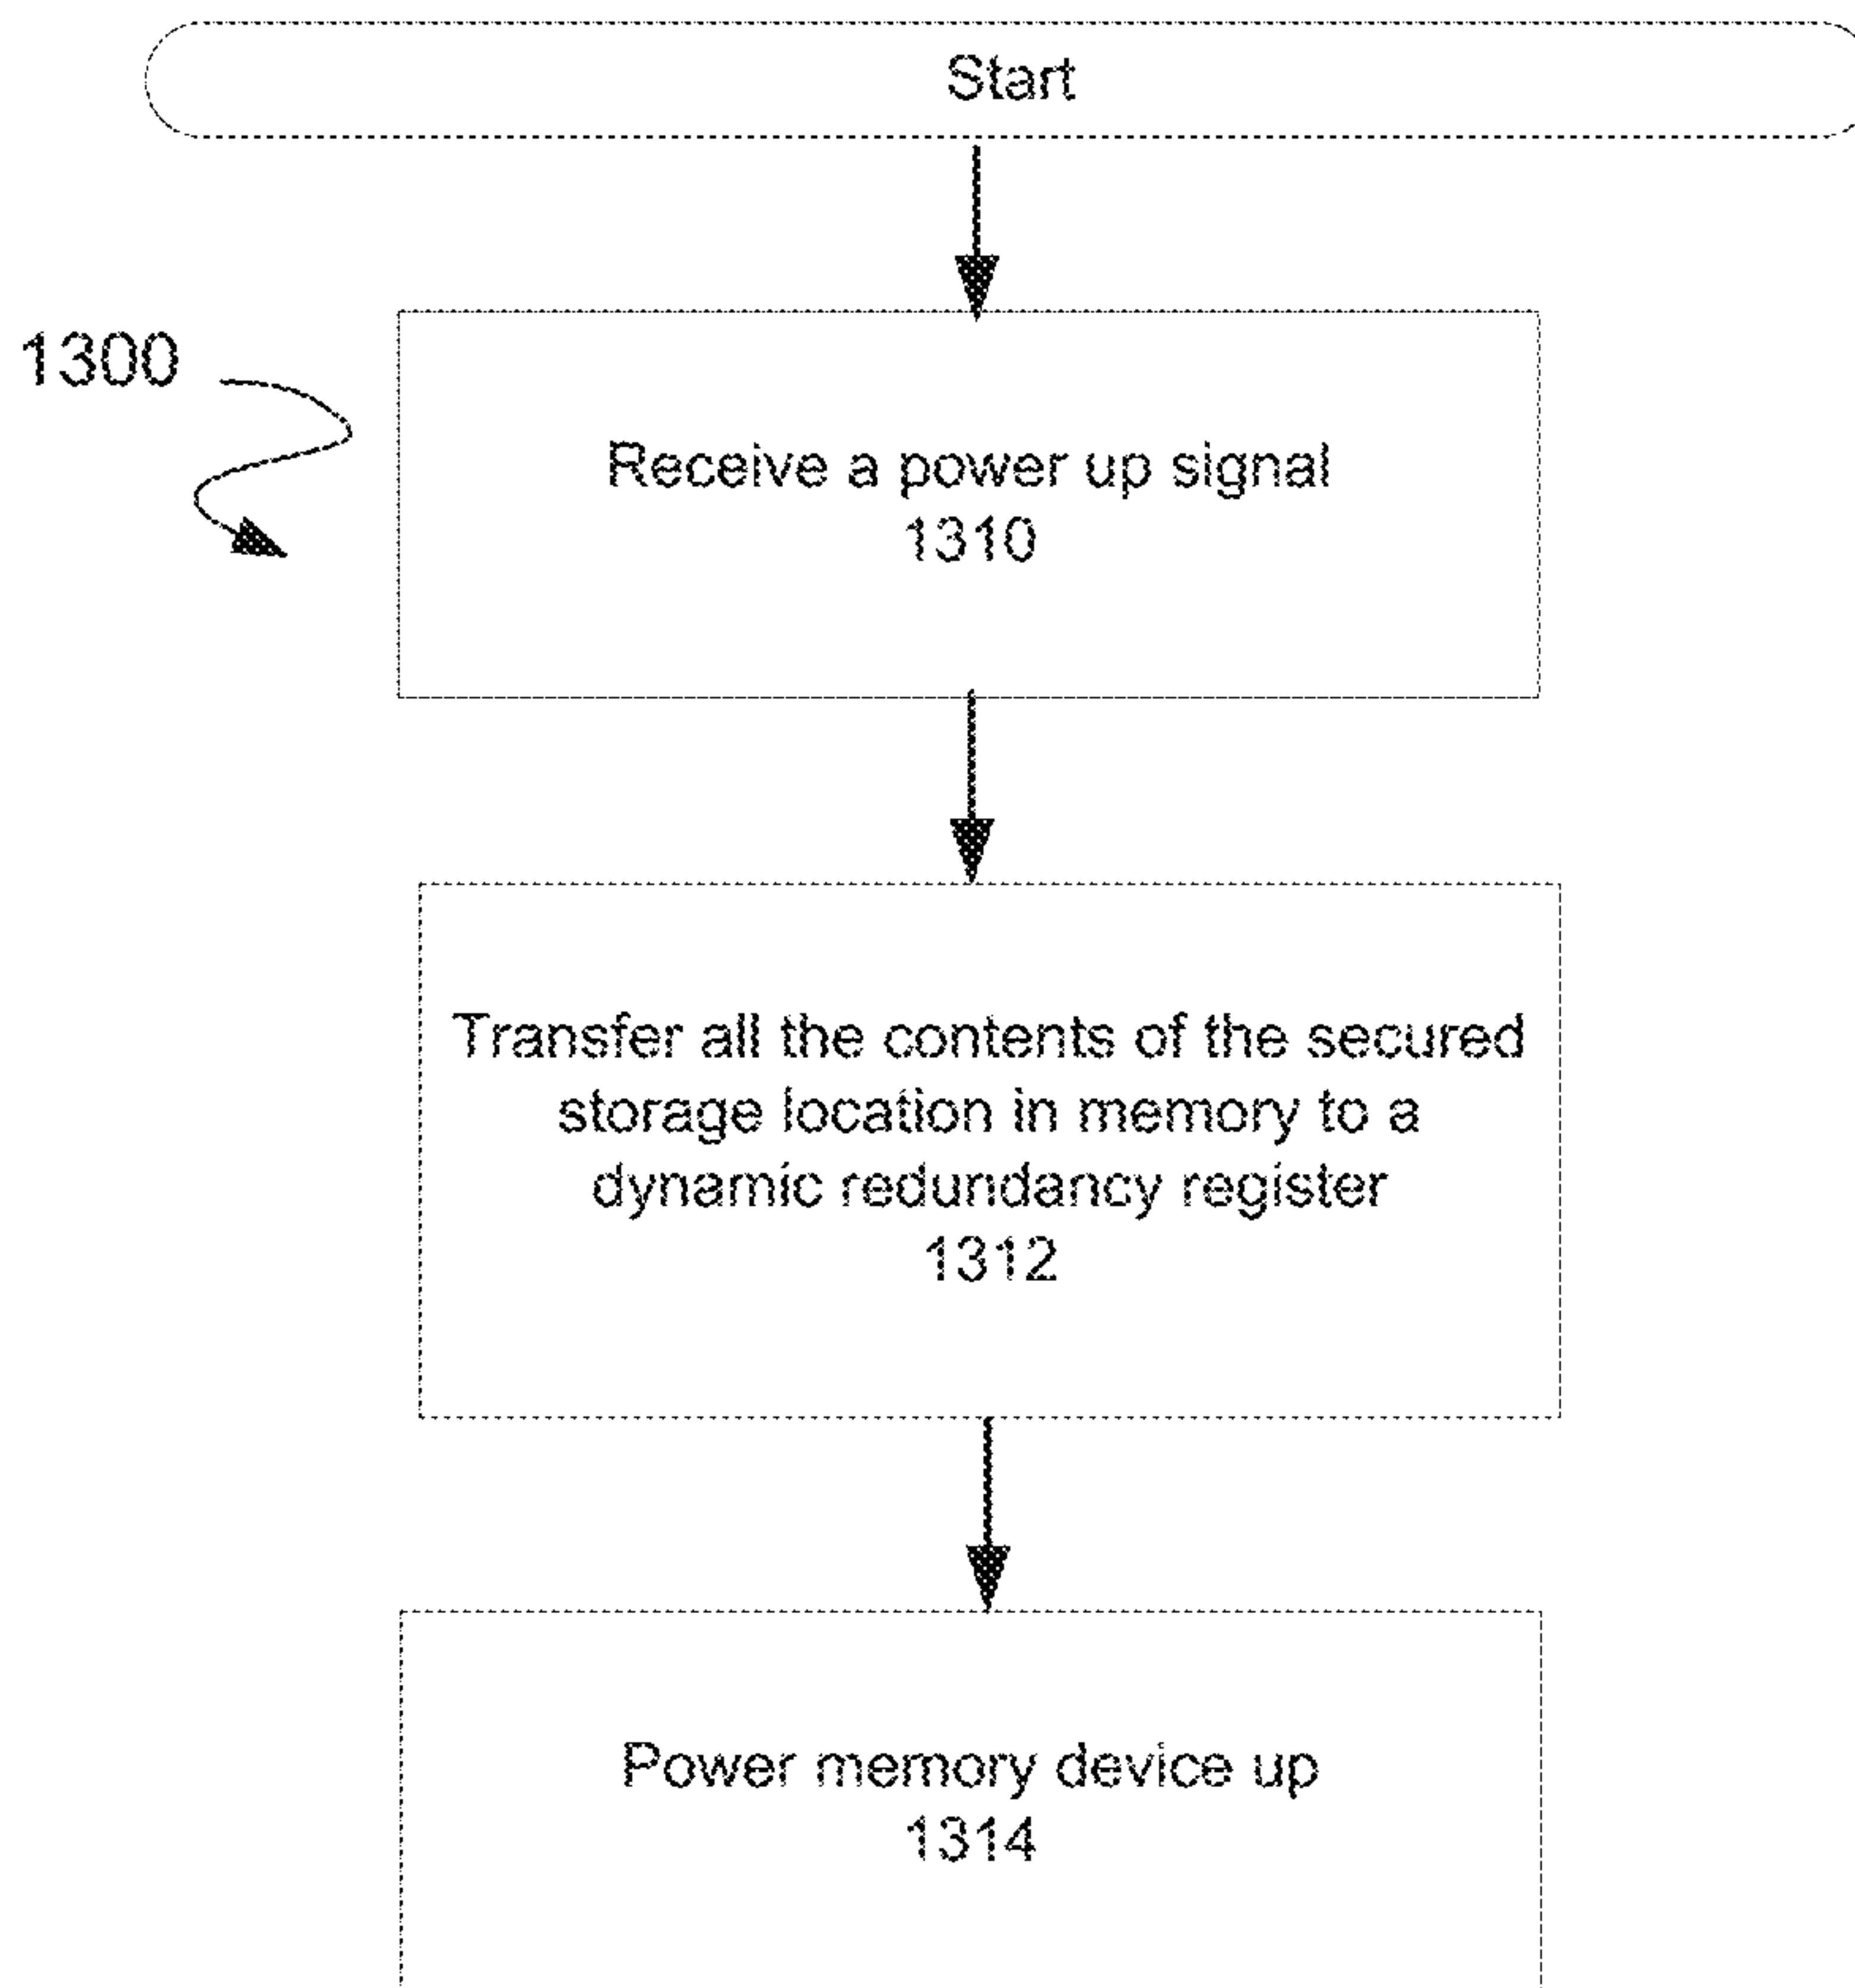 Start
1300
Receive a power up signal
1310
Transfer all the contents of the secured
storage location in memory to a
dynamic redundancy register
1312
Power memory device up
1314